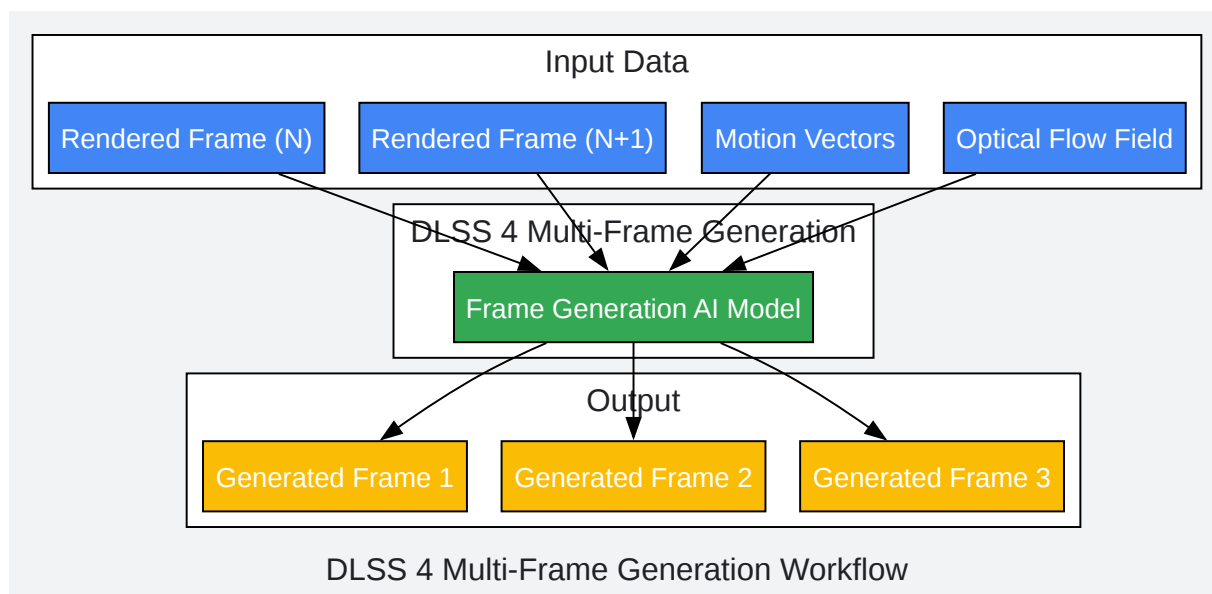 Input Data
Rendered Frame (N)
Rendered Frame (N+1)
Motion Vectors
Optical Flow Field
DLSS 4 Multi-Frame Generation
Frame Generation AI Model
Output
Generated Frame 1
Generated Frame 2
Generated Frame 3
DLSS 4 Multi-Frame Generation Workflow